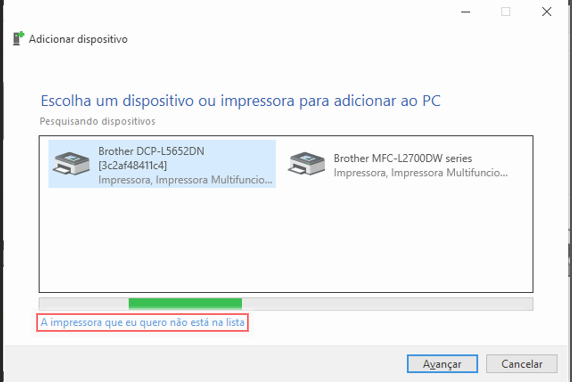 Adicionar dispositivo
Escolha um dispositivo ou impressora para adicionar ao PC
Pesquisando dispositivos
Brother DCP-L5652DN
[3c2af48411c4]
Impressora, Impressora Multifuncio...
Brother MFC-L2700DW series
Impressora, Impressora Multifuncio...
A impressora que eu quero não está na lista
Avançar
Cancelar